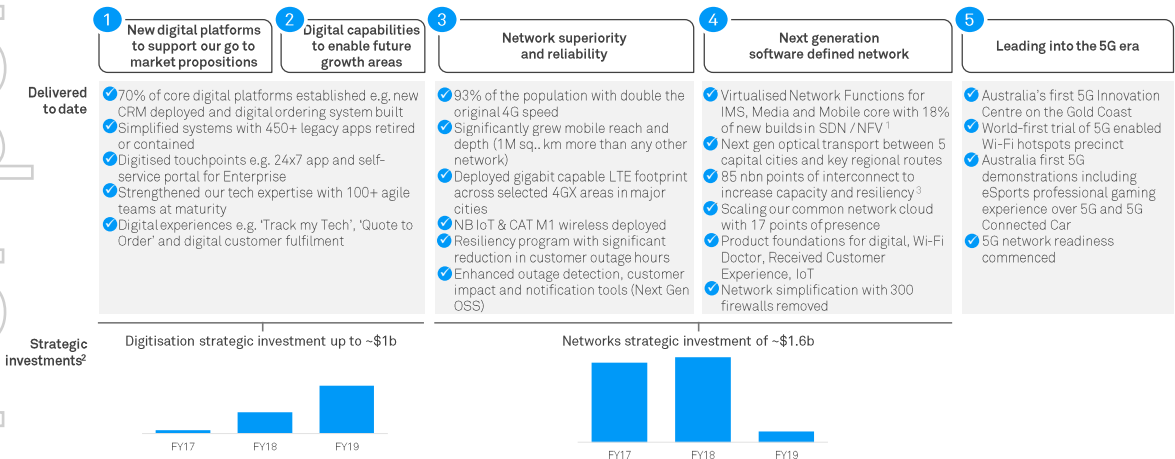 1
New digital platforms
to support our go to
market propositions
2
Digital capabilities
to enable future
growth areas
3
Network superiority
and reliability
4
Next generation
software defined network
5
Leading into the 5G era
Delivered
to date
70% of core digital platforms established e.g. new
CRM deployed and digital ordering system built
Simplified systems with 450+ legacy apps retired
or contained
Digitised touchpoints e.g. 24x7 app and self-
service portal for Enterprise
Strengthened our tech expertise with 100+ agile
teams at maturity
Digital experiences e.g. 'Track my Tech', 'Quote to
Order' and digital customer fulfilment
93% of the population with double the
original 4G speed
Significantly grew mobile reach and
depth (1M sq.. km more than any other
network)
Deployed gigabit capable LTE footprint
across selected 4GX areas in major
cities
NB IoT & CAT M1 wireless deployed
Resiliency program with significant
reduction in customer outage hours
Enhanced outage detection, customer
impact and notification tools (Next Gen
OSS)
Virtualised Network Functions for
IMS, Media and Mobile core with 18%
of new builds in SDN / NFV 1
Next gen optical transport between 5
capital cities and key regional routes
85 nbn points of interconnect to
increase capacity and resiliency 3
Scaling our common network cloud
with 17 points of presence
Product foundations for digital, Wi-Fi
Doctor, Received Customer
Experience, IoT
Network simplification with 300
firewalls removed
Australia's first 5G Innovation
Centre on the Gold Coast
World-first trial of 5G enabled
Wi-Fi hotspots precinct
Australia first 5G
demonstrations including
eSports professional gaming
experience over 5G and 5G
Connected Car
5G network readiness
commenced
Strategic
investments2
Digitisation strategic investment up to ~$1b
FY17 FY18 FY19
Networks strategic investment of ~$1.6b
FY17 FY18 FY19